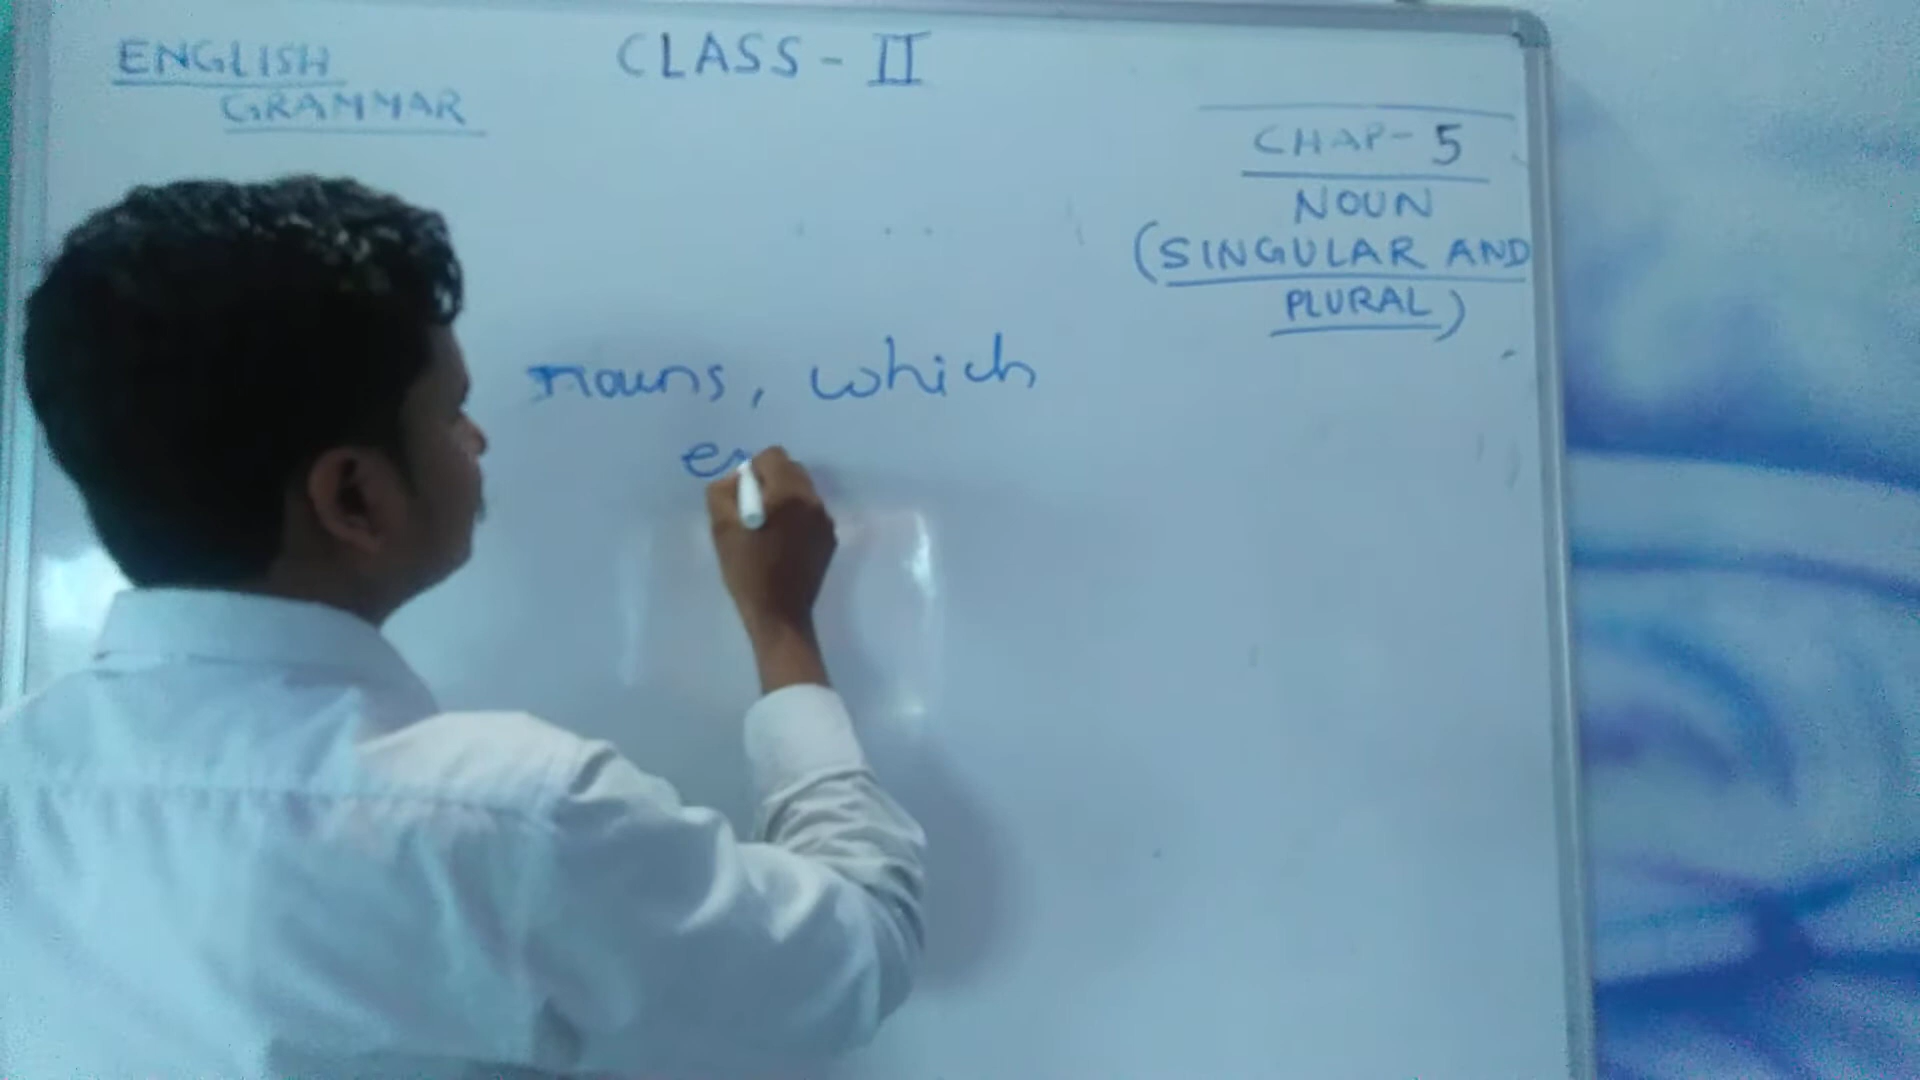 ENGLISH
GRAMMAR
CLASS - II
CHAP - 5
NOUN
(SINGULAR AND
PLURAL)
nouns, which